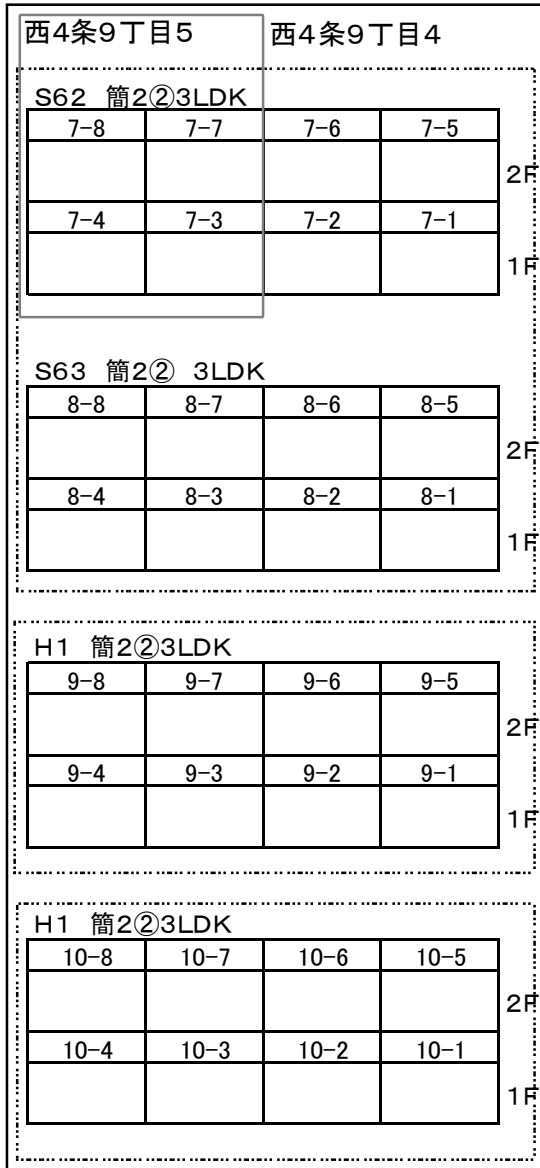 西4条9丁目5 西4条9丁目4
S62 簡2②3LDK
7-8 7-7 7-6 7-5
2F
7-4 7-3 7-2 7-1
1F
S63 簡2② 3LDK
8-8 8-7 8-6 8-5
2F
8-4 8-3 8-2 8-1
1F
H1 簡2②3LDK
9-8 9-7 9-6 9-5
2F
9-4 9-3 9-2 9-1
1F
H1 簡2②3LDK
10-8 10-7 10-6 10-5
2F
10-4 10-3 10-2 10-1
1F